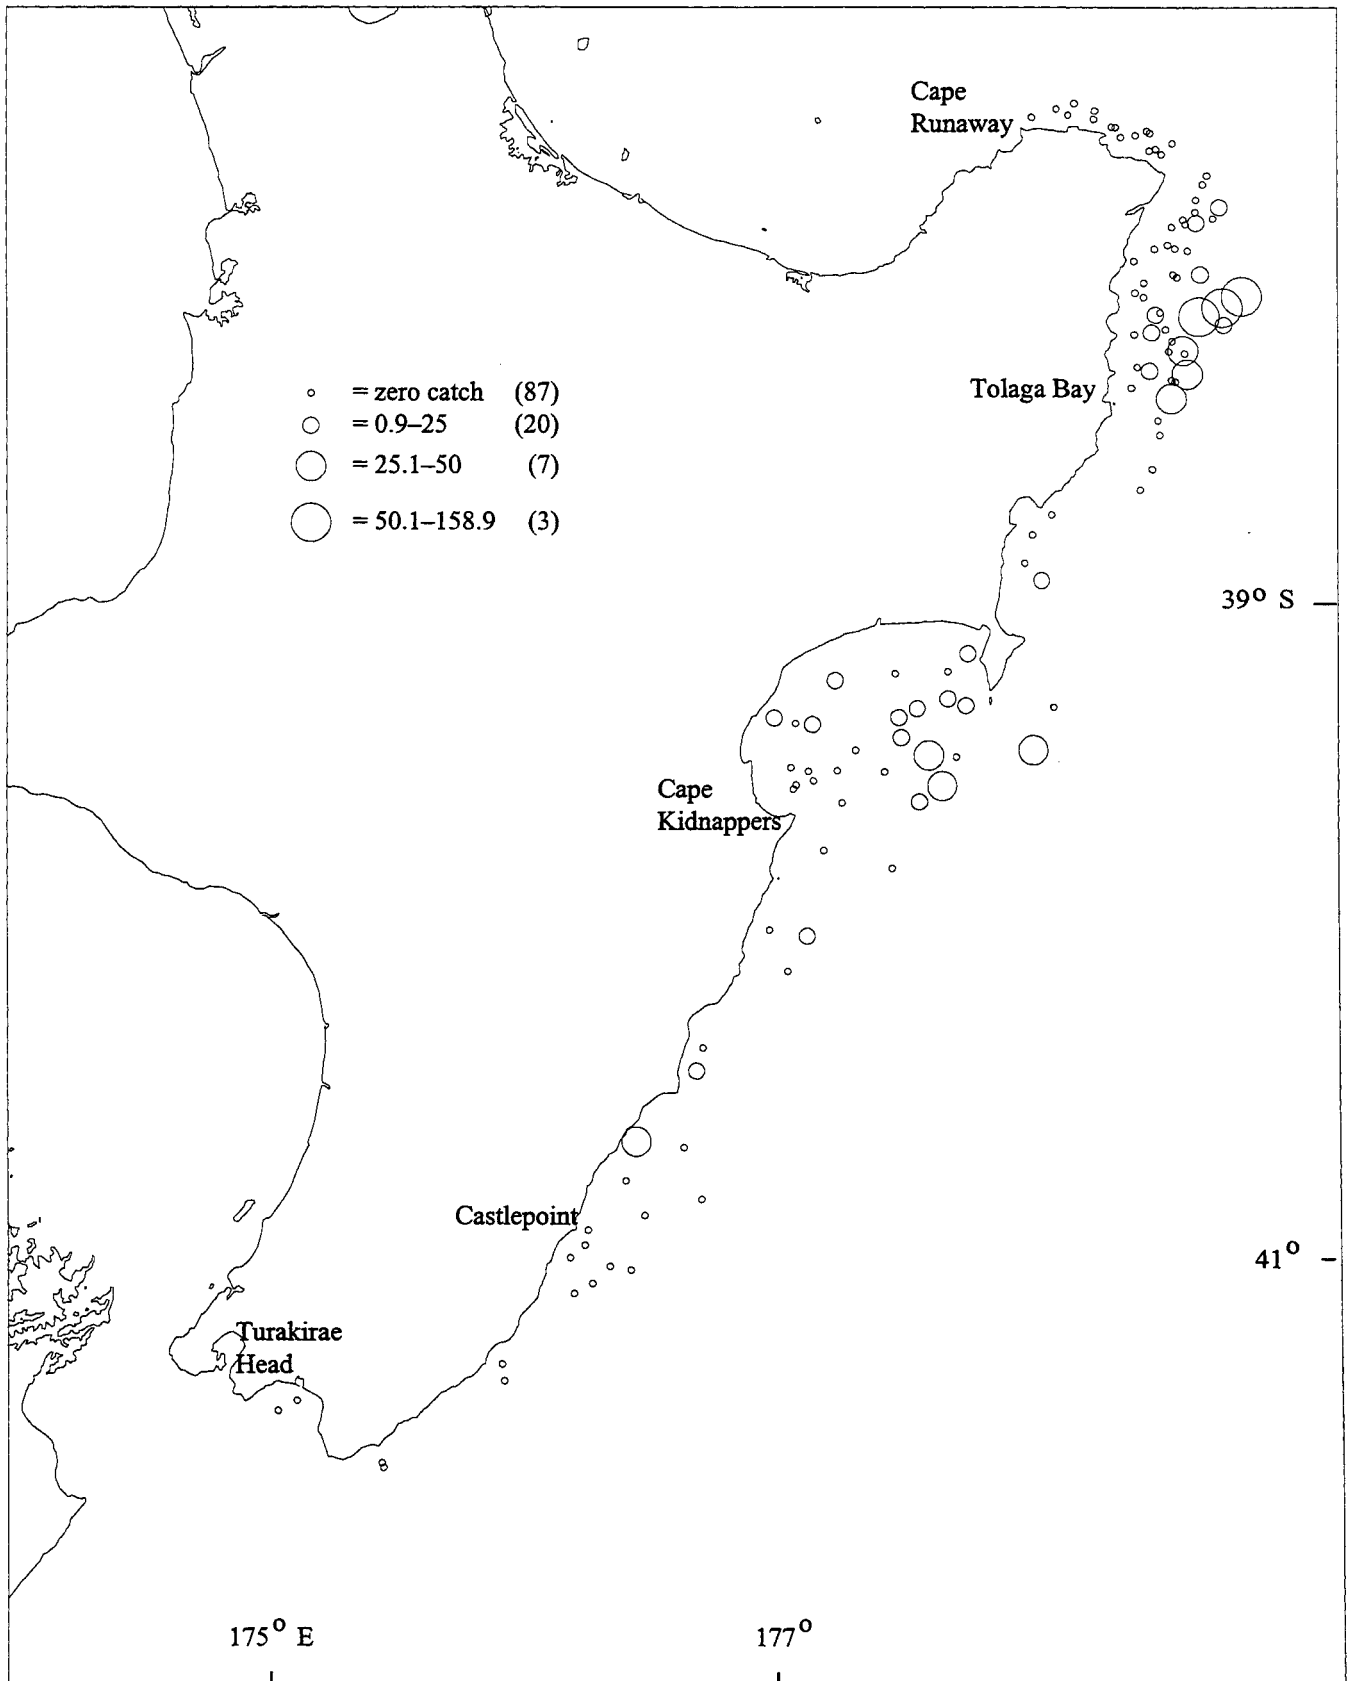 Cape
Runaway
= zero catch (87)
= 0.9–25 (20)
= 25.1–50 (7)
= 50.1–158.9 (3)
Tolaga Bay
39° S
Cape
Kidnappers
Castlepoint
41°
Turakirae
Head
175° E
177°